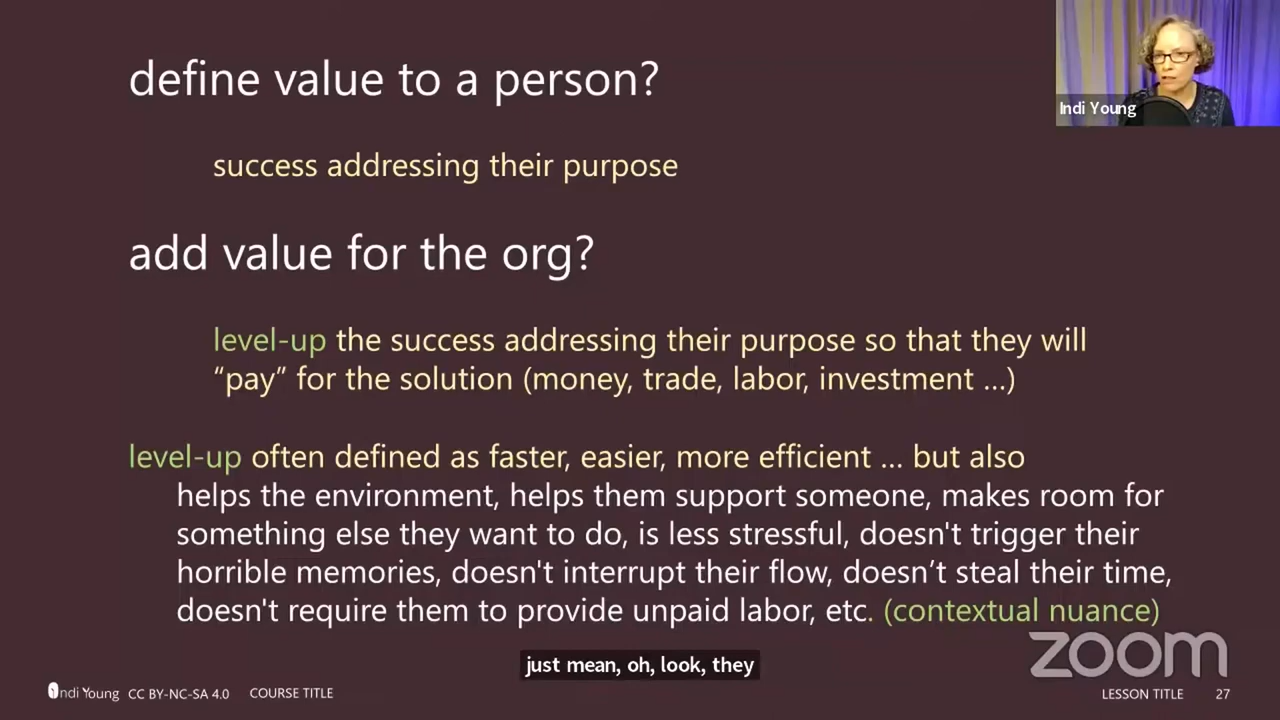 define value to a person?
Indi Young
success addressing their purpose
add value for the org?
level-up the success addressing their purpose so that they will
“pay” for the solution (money, trade, labor, investment …)
level-up often defined as faster, easier, more efficient … but also
helps the environment, helps them support someone, makes room for
something else they want to do, is less stressful, doesn't trigger their
horrible memories, doesn't interrupt their flow, doesn’t steal their time,
doesn't require them to provide unpaid labor, etc. (contextual nuance)
zoom
just mean, oh, look, they
Indi Young CC BY-NC-SA 4.0 COURSE TITLE LESSON TITLE 27